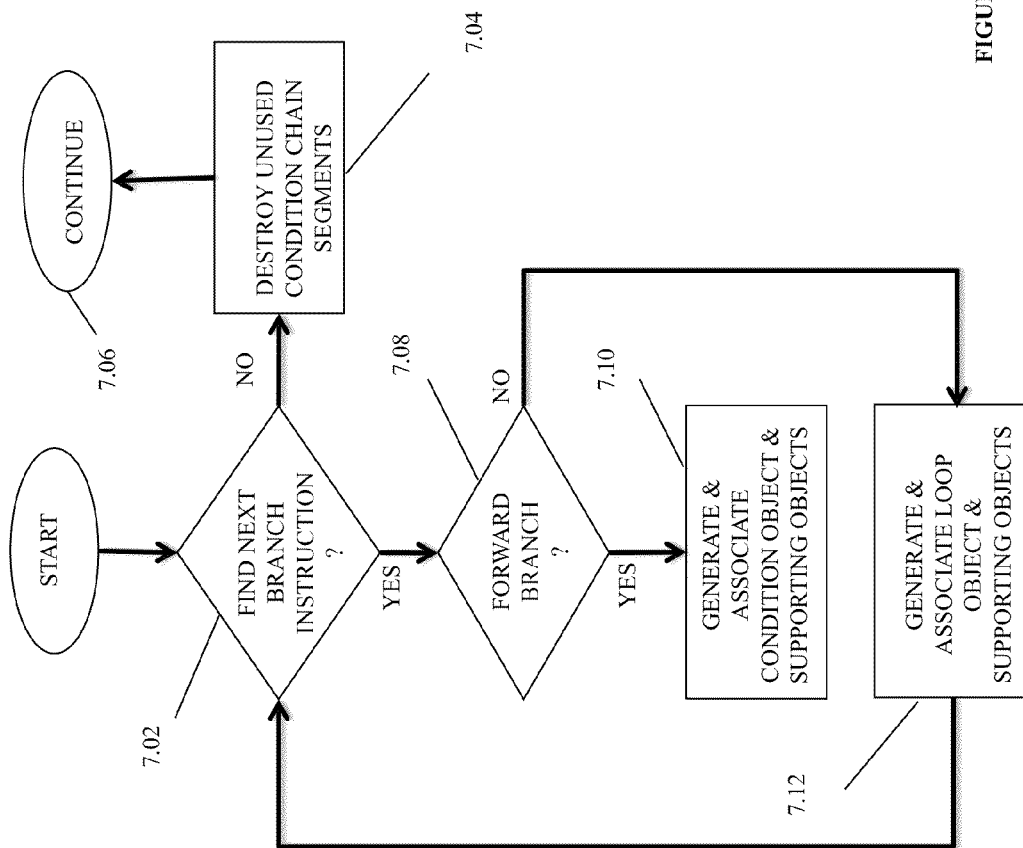 START
CONTINUE
7.06
7.02
FIND NEXT
BRANCH
INSTRUCTION
?
NO
DESTROY UNUSED
CONDITION CHAIN
SEGMENTS
7.04
YES
7.08
FORWARD
BRANCH
?
NO
YES
7.10
GENERATE &
ASSOCIATE
CONDITION OBJECT &
SUPPORTING OBJECTS
7.12
GENERATE &
ASSOCIATE LOOP
OBJECT &
SUPPORTING OBJECTS